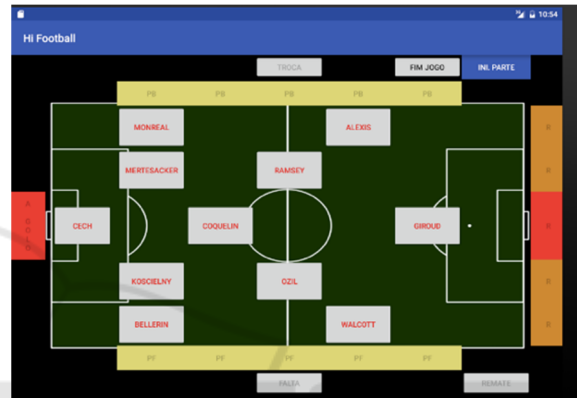 10:54
Hi Football
TROCA
FIM JOGO
INI. PARTE
PB PB PB PB PB
MONREAL
ALEXIS
R
MERTESACKER
RAMSEY
R
A
G
O
L
O
CECH
COQUELIN
GIROUD
R
KOSCIELNY
OZIL
R
BELLERIN
WALCOTT
R
PF PF PF PF PF
FALTA
REMATE